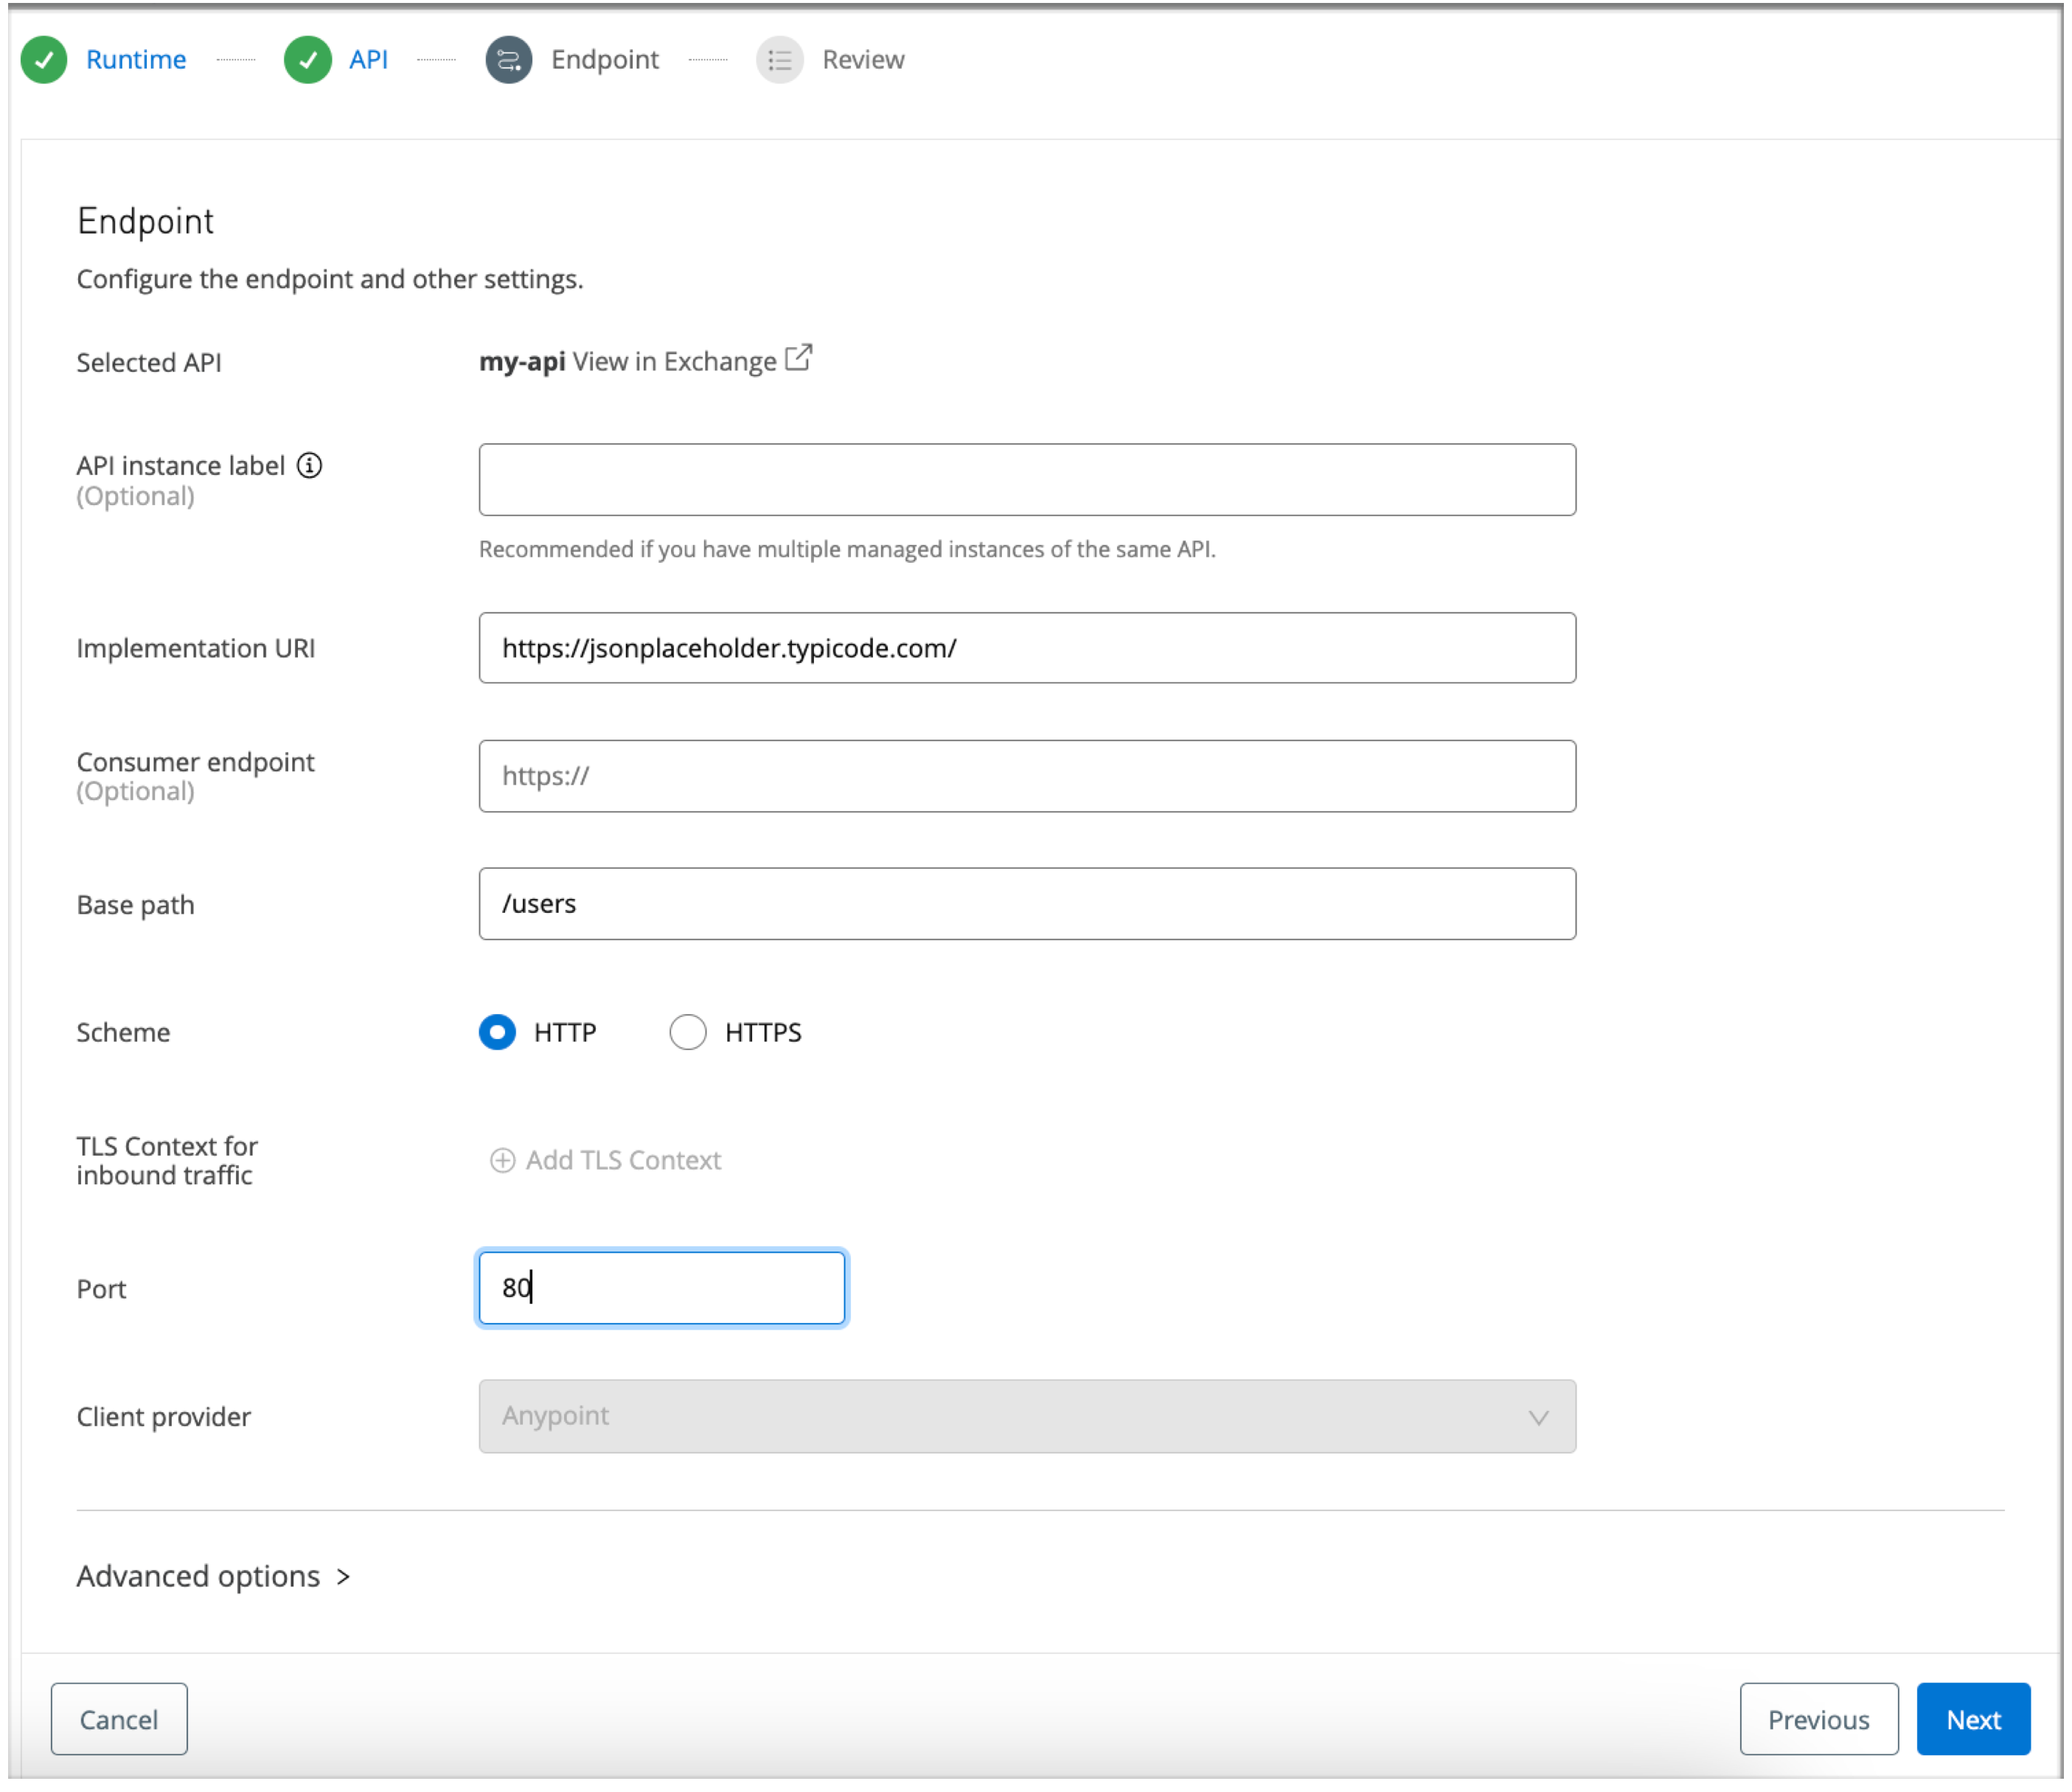 Runtime API Endpoint Review
Endpoint
Configure the endpoint and other settings.
Selected API my-api View in Exchange
API instance label
(Optional)
Recommended if you have multiple managed instances of the same API.
Implementation URI https://jsonplaceholder.typicode.com/
Consumer endpoint
(Optional)
https://
Base path /users
Scheme HTTP HTTPS
TLS Context for
inbound traffic
Add TLS Context
Port 80
Client provider Anypoint
Advanced options >
Cancel Previous Next